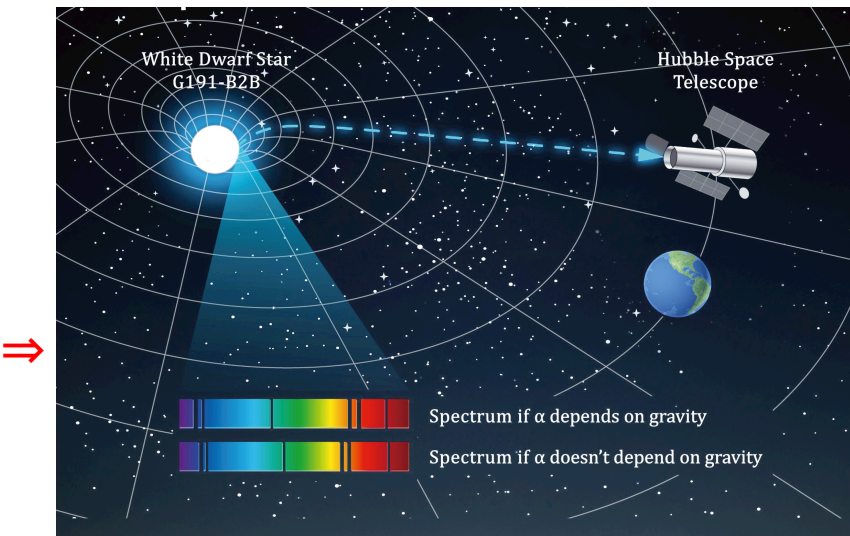 White Dwarf Star
G191-B2B
Hubble Space
Telescope
⇒
Spectrum if α depends on gravity
Spectrum if α doesn’t depend on gravity